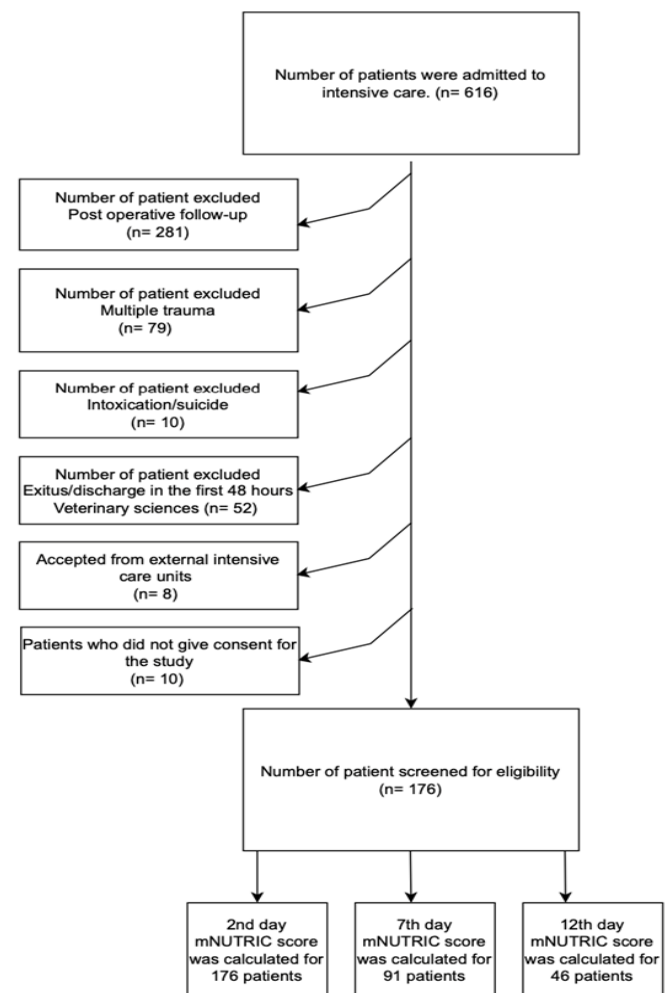 Number of patients were admitted to
intensive care. (n= 616)
Number of patient excluded
Post operative follow-up
(n= 281)
Number of patient excluded
Multiple trauma
(n= 79)
Number of patient excluded
Intoxication/suicide
(n= 10)
Number of patient excluded
Exitus/discharge in the first 48 hours
Veterinary sciences (n= 52)
Accepted from external intensive
care units
(n= 8)
Patients who did not give consent for
the study
(n= 10)
Number of patient screened for eligibility
(n= 176)
2nd day
mNUTRIC score
was calculated for
176 patients
7th day
mNUTRIC score
was calculated for
91 patients
12th day
mNUTRIC score
was calculated for
46 patients